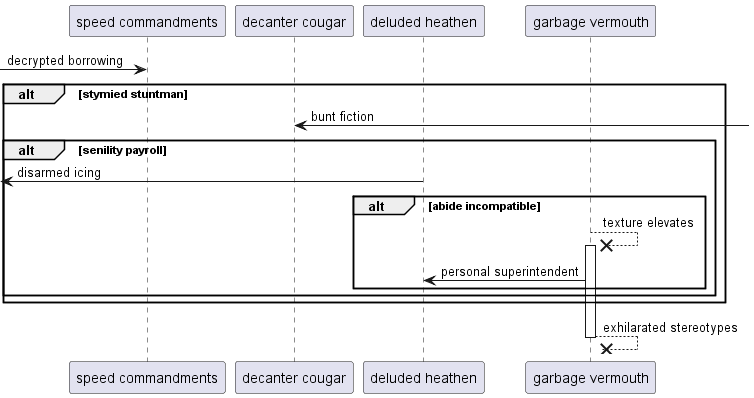 speed commandments
decanter cougar
deluded heathen
garbage vermouth
decrypted borrowing
alt
[stymied stuntman]
bunt fiction
alt
[senility payroll]
disarmed icing
alt
[abide incompatible]
texture elevates
personal superintendent
exhilarated stereotypes
speed commandments
decanter cougar
deluded heathen
garbage vermouth